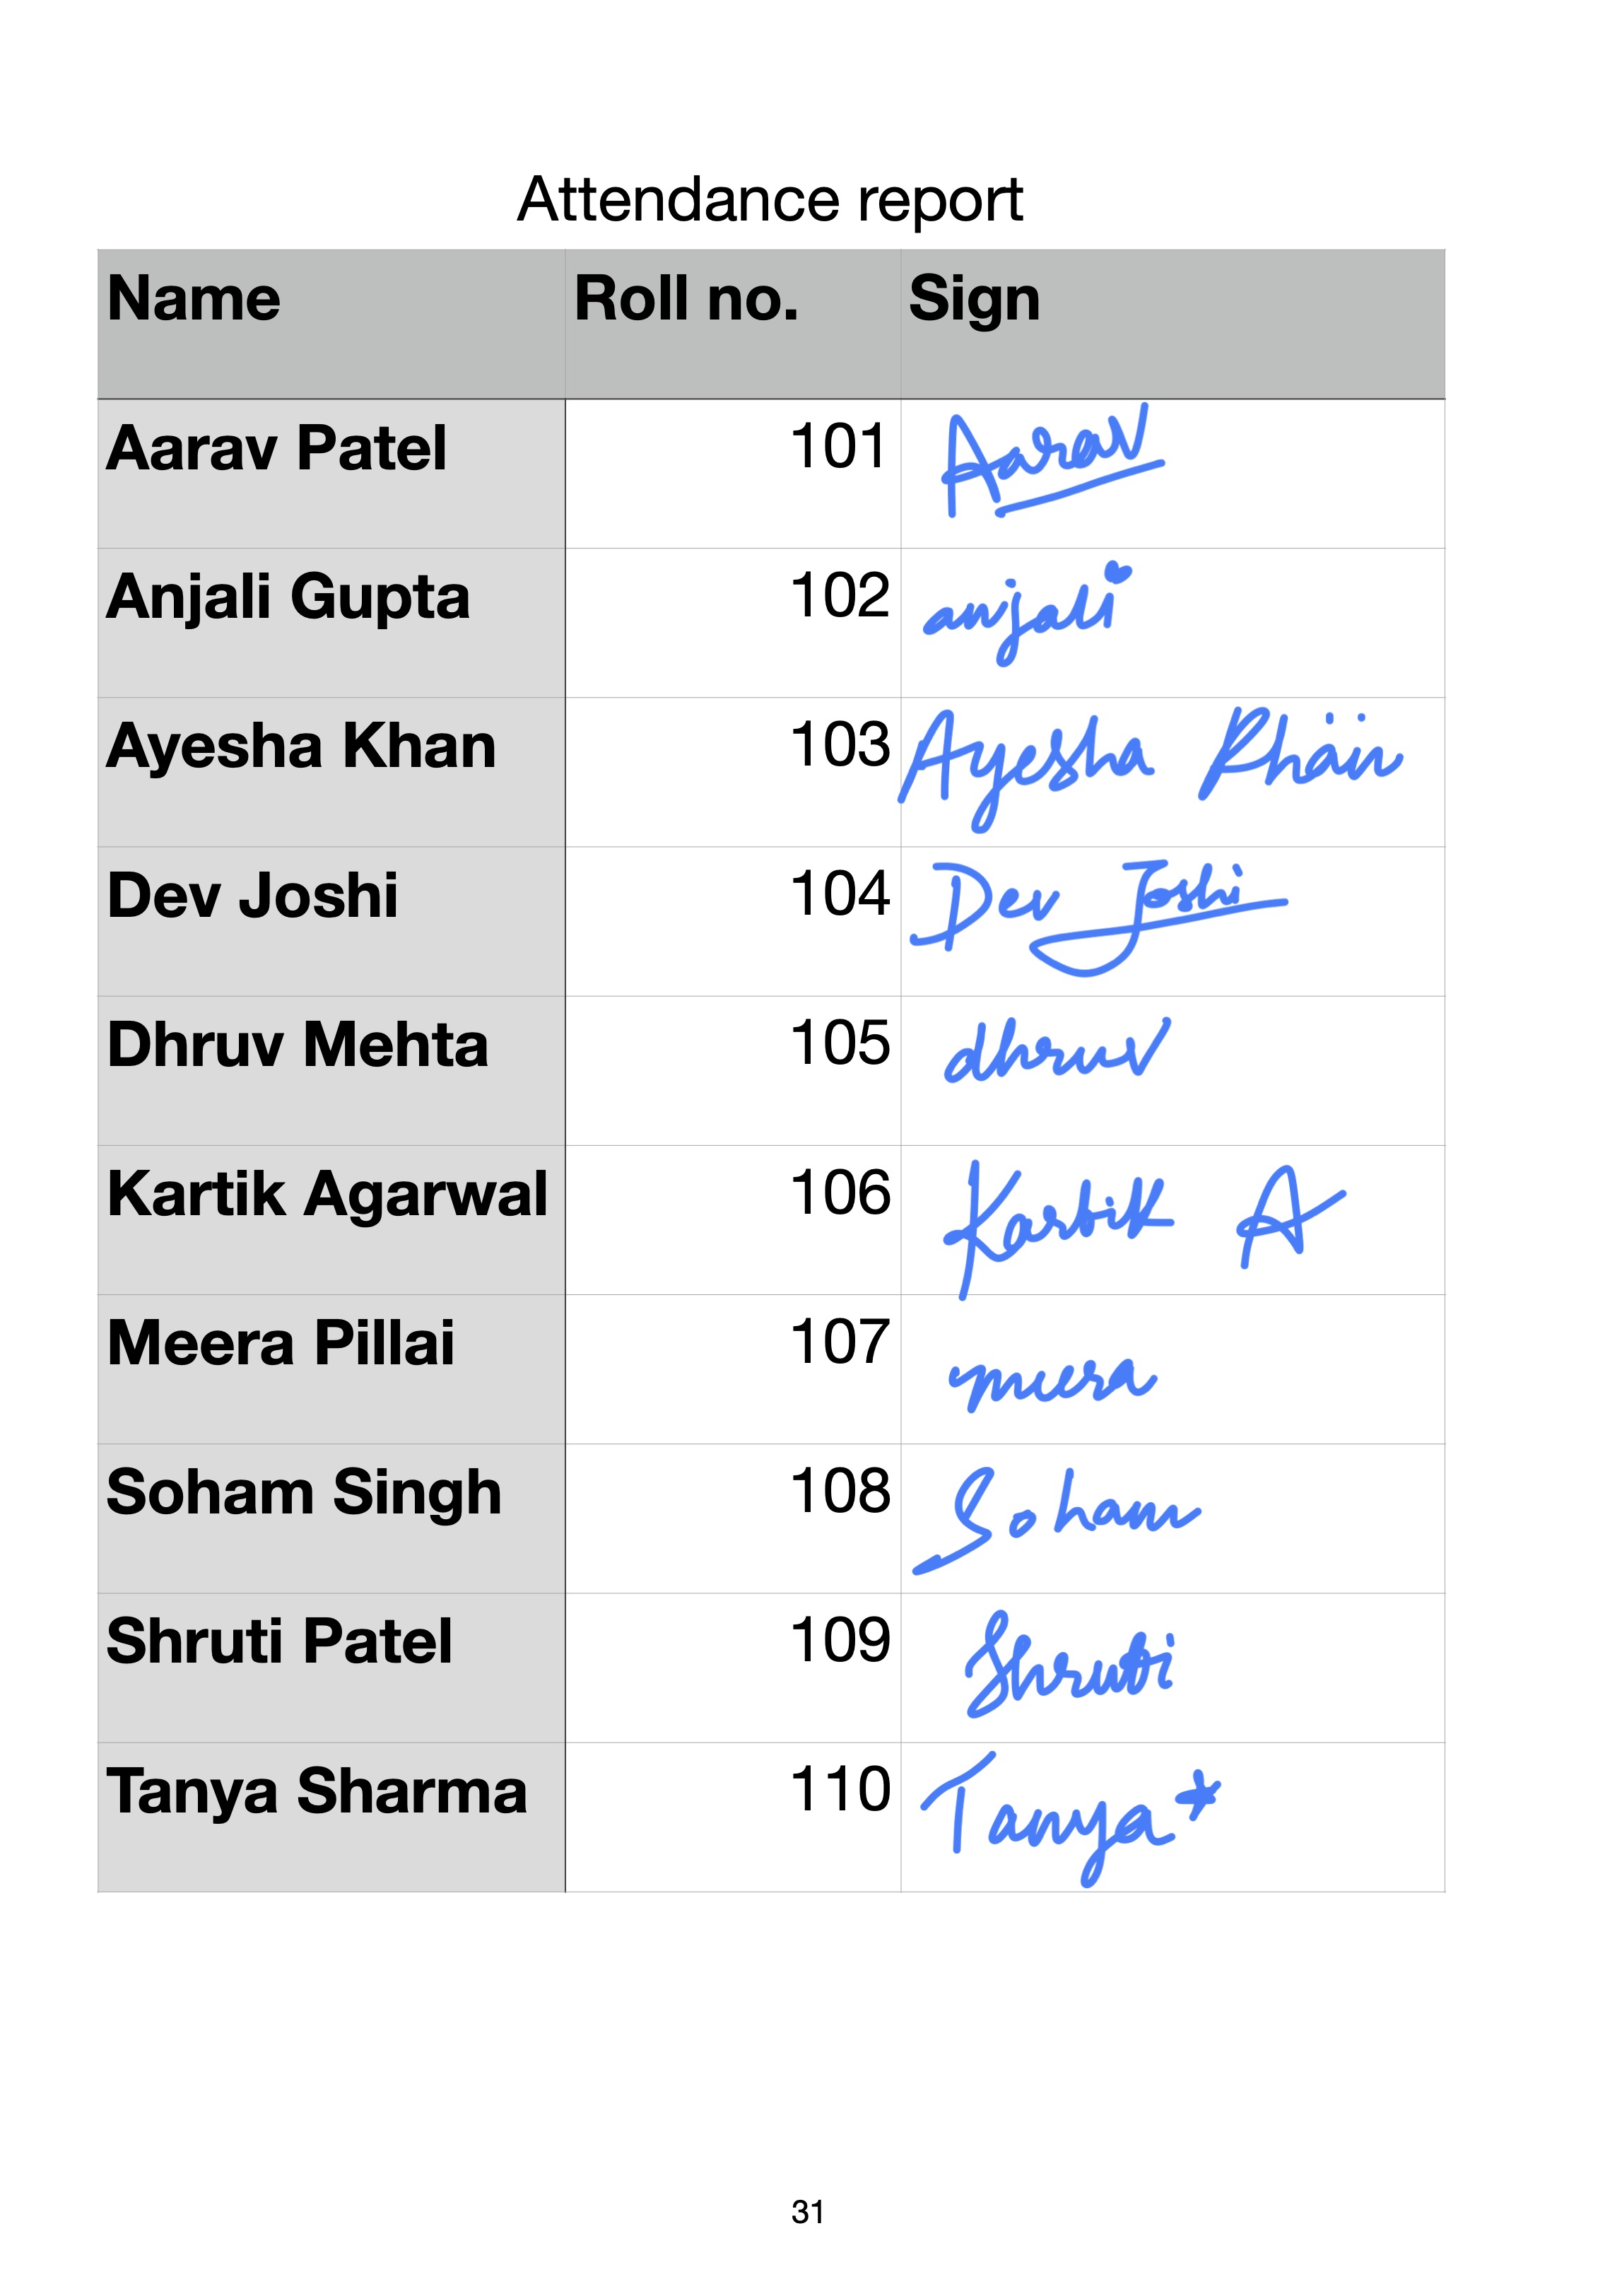 Attendance report
Name Roll no. Sign
Aarav Patel 101 Aarav
Anjali Gupta 102 anjali
Ayesha Khan 103 Ayesha Khan
Dev Joshi 104 Dev Joshi
Dhruv Mehta 105 dhruv
Kartik Agarwal 106 Kartik A
Meera Pillai 107 meera
Soham Singh 108 Soham
Shruti Patel 109 Shruti
Tanya Sharma 110 Tanya*
31